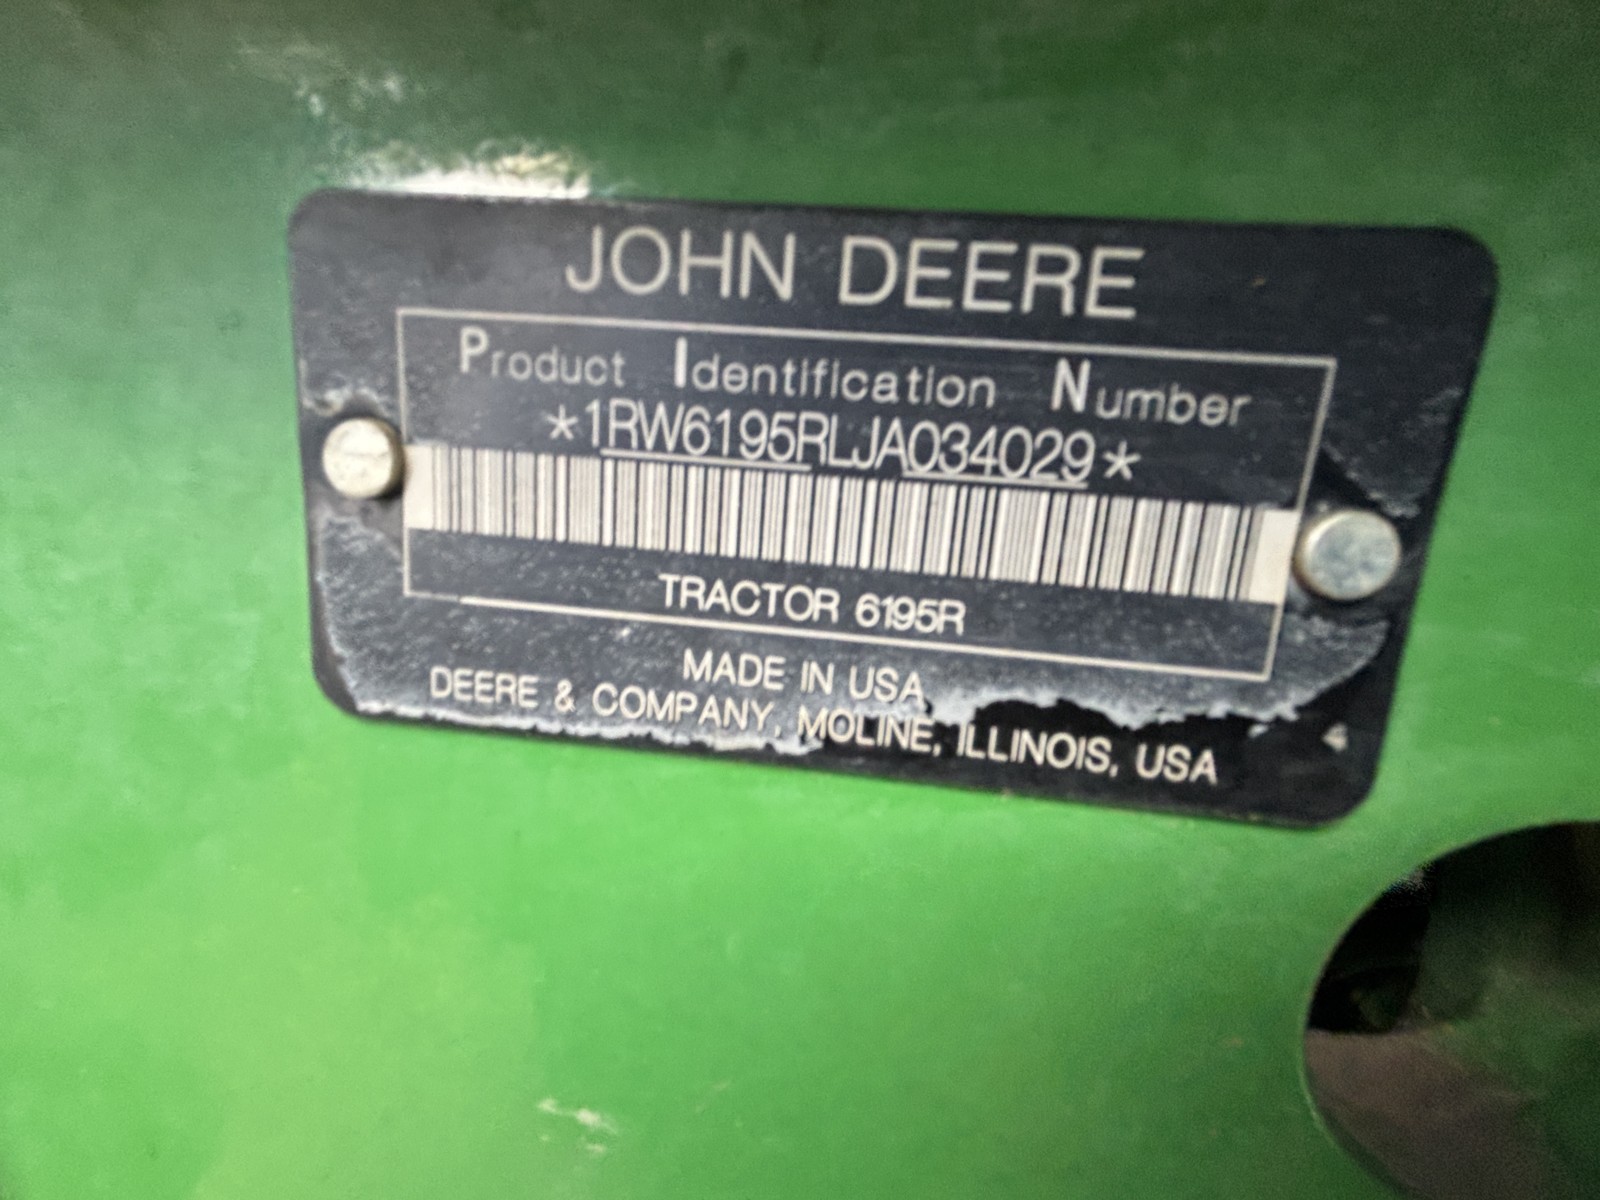 JOHN DEERE
Product Identification Number
*1RW6195RLJA034029*
TRACTOR 6195R
MADE IN USA
DEERE & COMPANY, MOLINE, ILLINOIS, USA